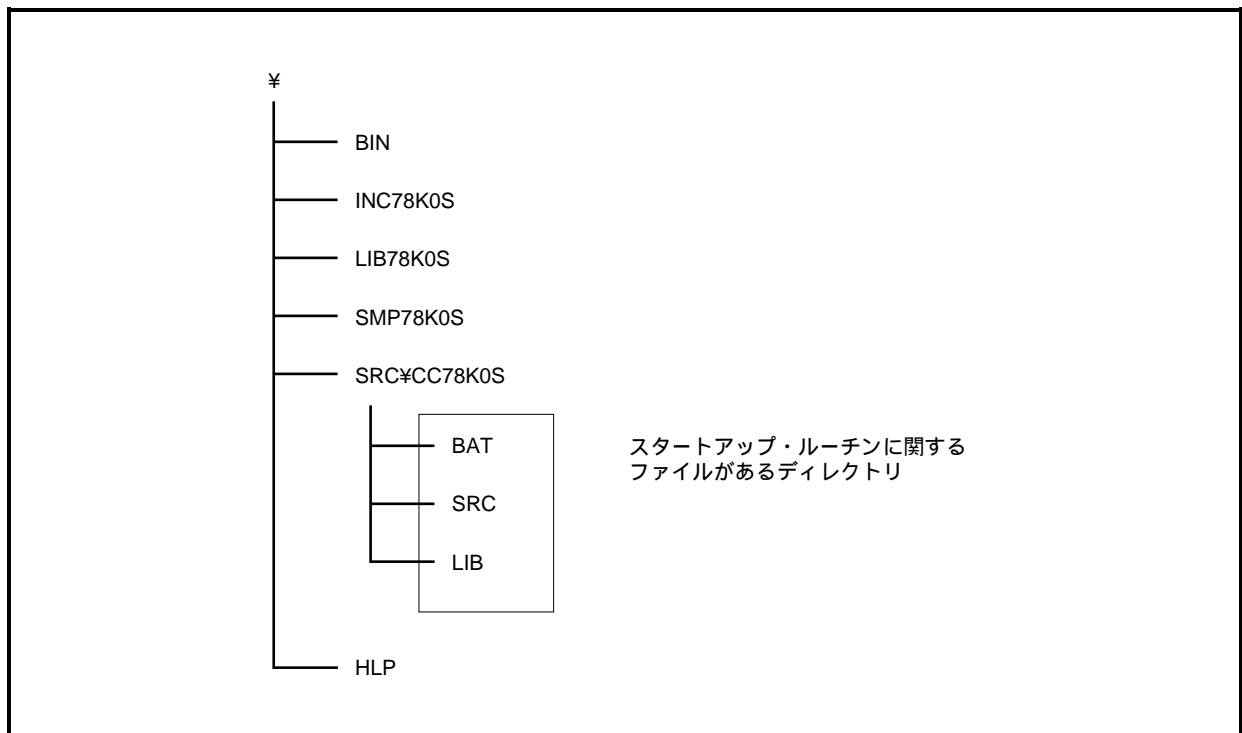 ¥
BIN
INC78K0S
LIB78K0S
SMP78K0S
SRC¥CC78K0S
BAT
スタートアップ・ルーチンに関する
ファイルがあるディレクトリ
SRC
LIB
HLP